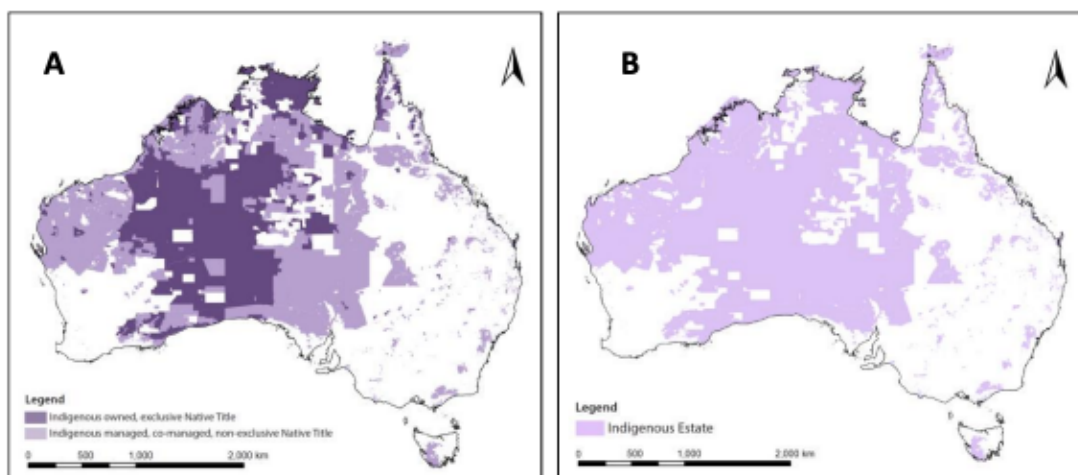 A
Legend
Indigenous owned, exclusive Native Title
Indigenous managed, co-managed, non-exclusive Native Title
0 500 1,000 2,000 km
B
Legend
Indigenous Estate
0 500 1,000 2,000 km